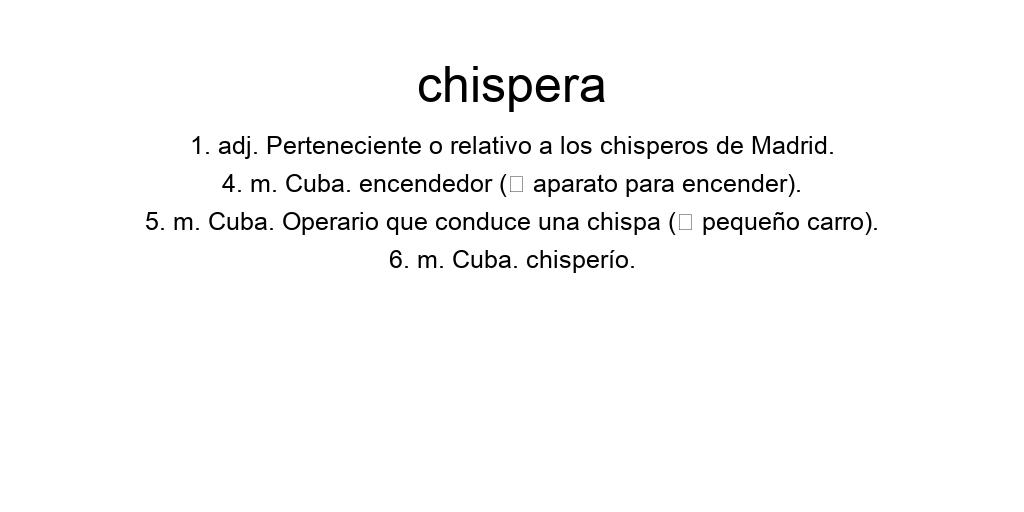 chispera
1. adj. Perteneciente o relativo a los chisperos de Madrid.
4. m. Cuba. encendedor (□ aparato para encender).
5. m. Cuba. Operario que conduce una chispa (□ pequeño carro).
6. m. Cuba. chisperío.